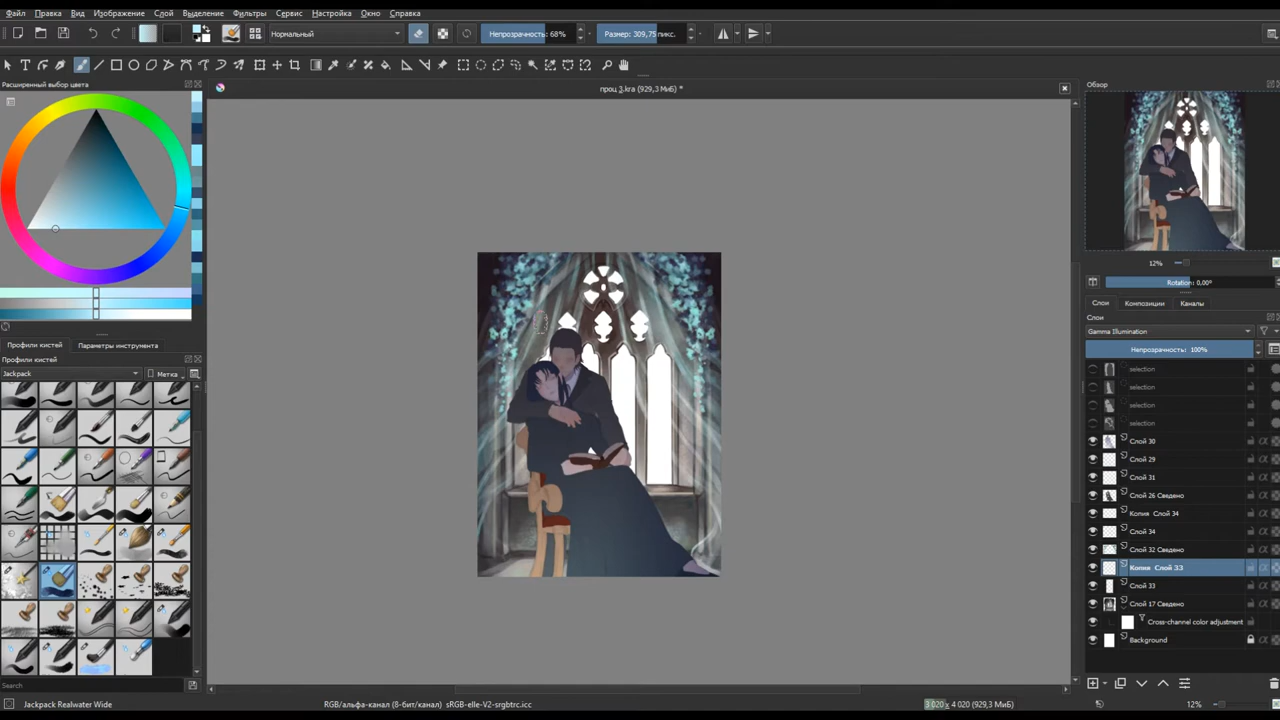 Файл Правка Вид Изображение Слой Выделение Фильтры Сервис Настройка Окно Справка
Нормальный
Непрозрачность: 68%
Размер: 309,75 пикс.
Расширенный выбор цвета
проц 3.kra (929,3 МиБ) *
Обзор
12%
Rotation: 0,00°
Слои Композиции Каналы
Слои
Gamma Illumination
Непрозрачность: 100%
selection
selection
selection
selection
Слой 30
Слой 29
Слой 31
Слой 26 Сведено
Копия Слой 34
Слой 34
Слой 32 Сведено
Копия Слой 33
Слой 33
Слой 17 Сведено
Cross-channel color adjustment
Background
Профили кистей Параметры инструмента
Профили кистей
Jackpack
Метка
Search
Jackpack Realwater Wide
RGB/альфа-канал (8-бит/канал) sRGB-elle-V2-srgbtrc.icc
3 020 x 4 020 (929,3 МиБ)
12%